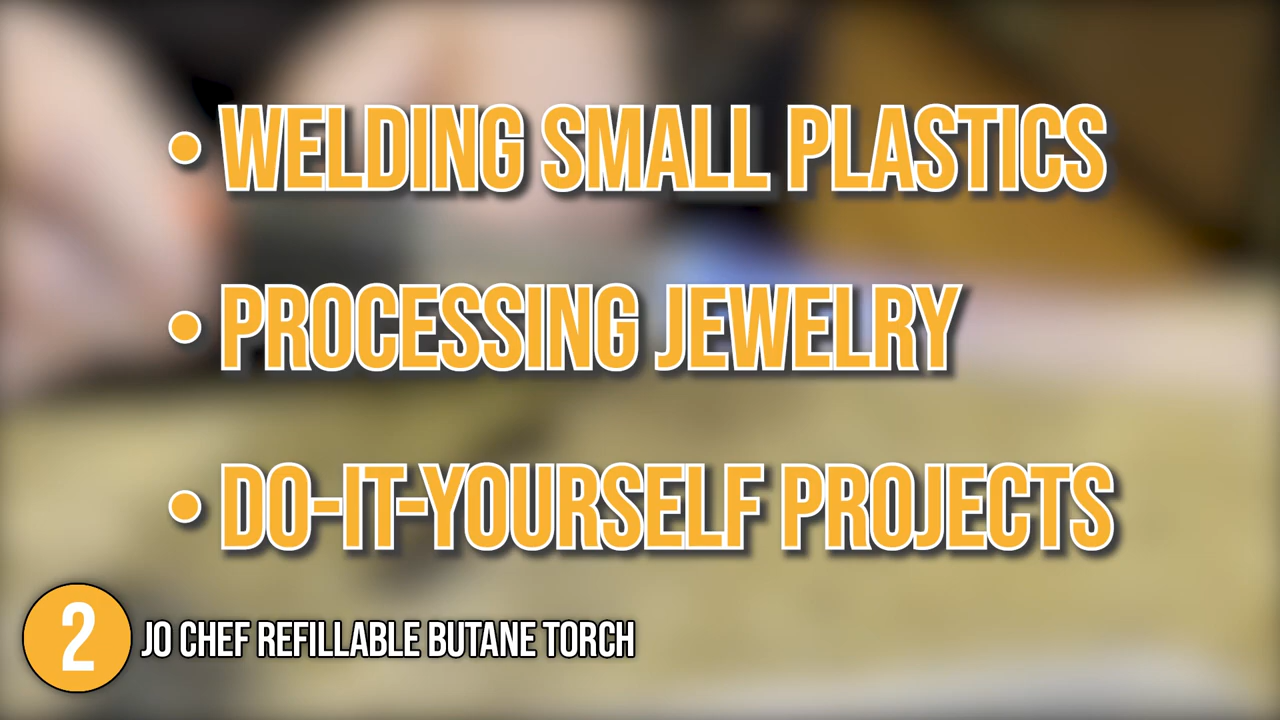 • WELDING SMALL PLASTICS
• PROCESSING JEWELRY
• DO-IT-YOURSELF PROJECTS
2 JO CHEF REFILLABLE BUTANE TORCH